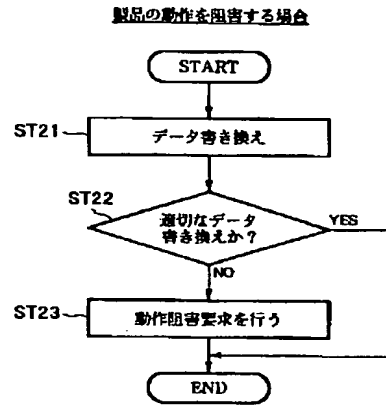 製品の動作を阻害する場合
START
ST21
データ書き換え
ST22
適切なデータ
書き換えか?
YES
NO
ST23
動作阻害要求を行う
END